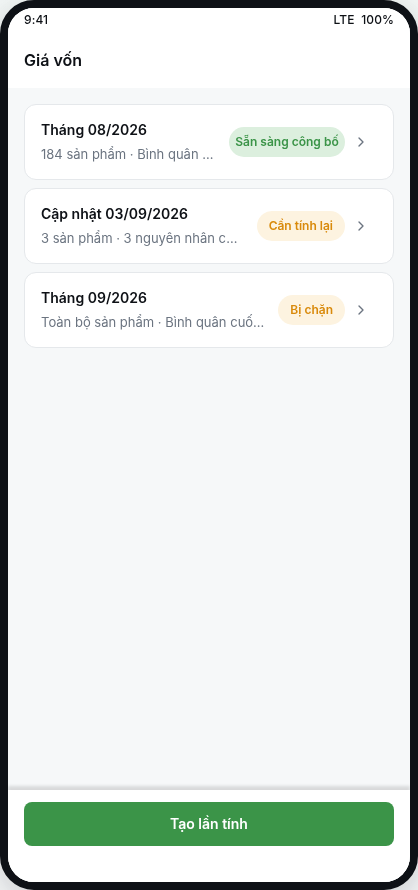 9:41 LTE 100%
Giá vốn
Tháng 08/2026
184 sản phẩm · Bình quân ...
Sẵn sàng công bố
Cập nhật 03/09/2026
3 sản phẩm · 3 nguyên nhân c...
Cần tính lại
Tháng 09/2026
Toàn bộ sản phẩm · Bình quân cuố...
Bị chặn
Tạo lần tính